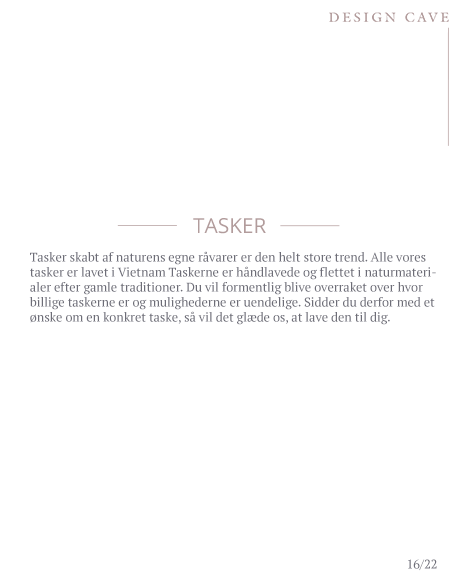 DESIGN CAVE
TASKER
Tasker skabt af naturens egne råvarer er den helt store trend. Alle vores
tasker er lavet i Vietnam Taskerne er håndlavede og flettet i naturmateri-
aler efter gamle traditioner. Du vil formentlig blive overraket over hvor
billige taskerne er og mulighederne er uendelige. Sidder du derfor med et
ønske om en konkret taske, så vil det glæde os, at lave den til dig.
16/22